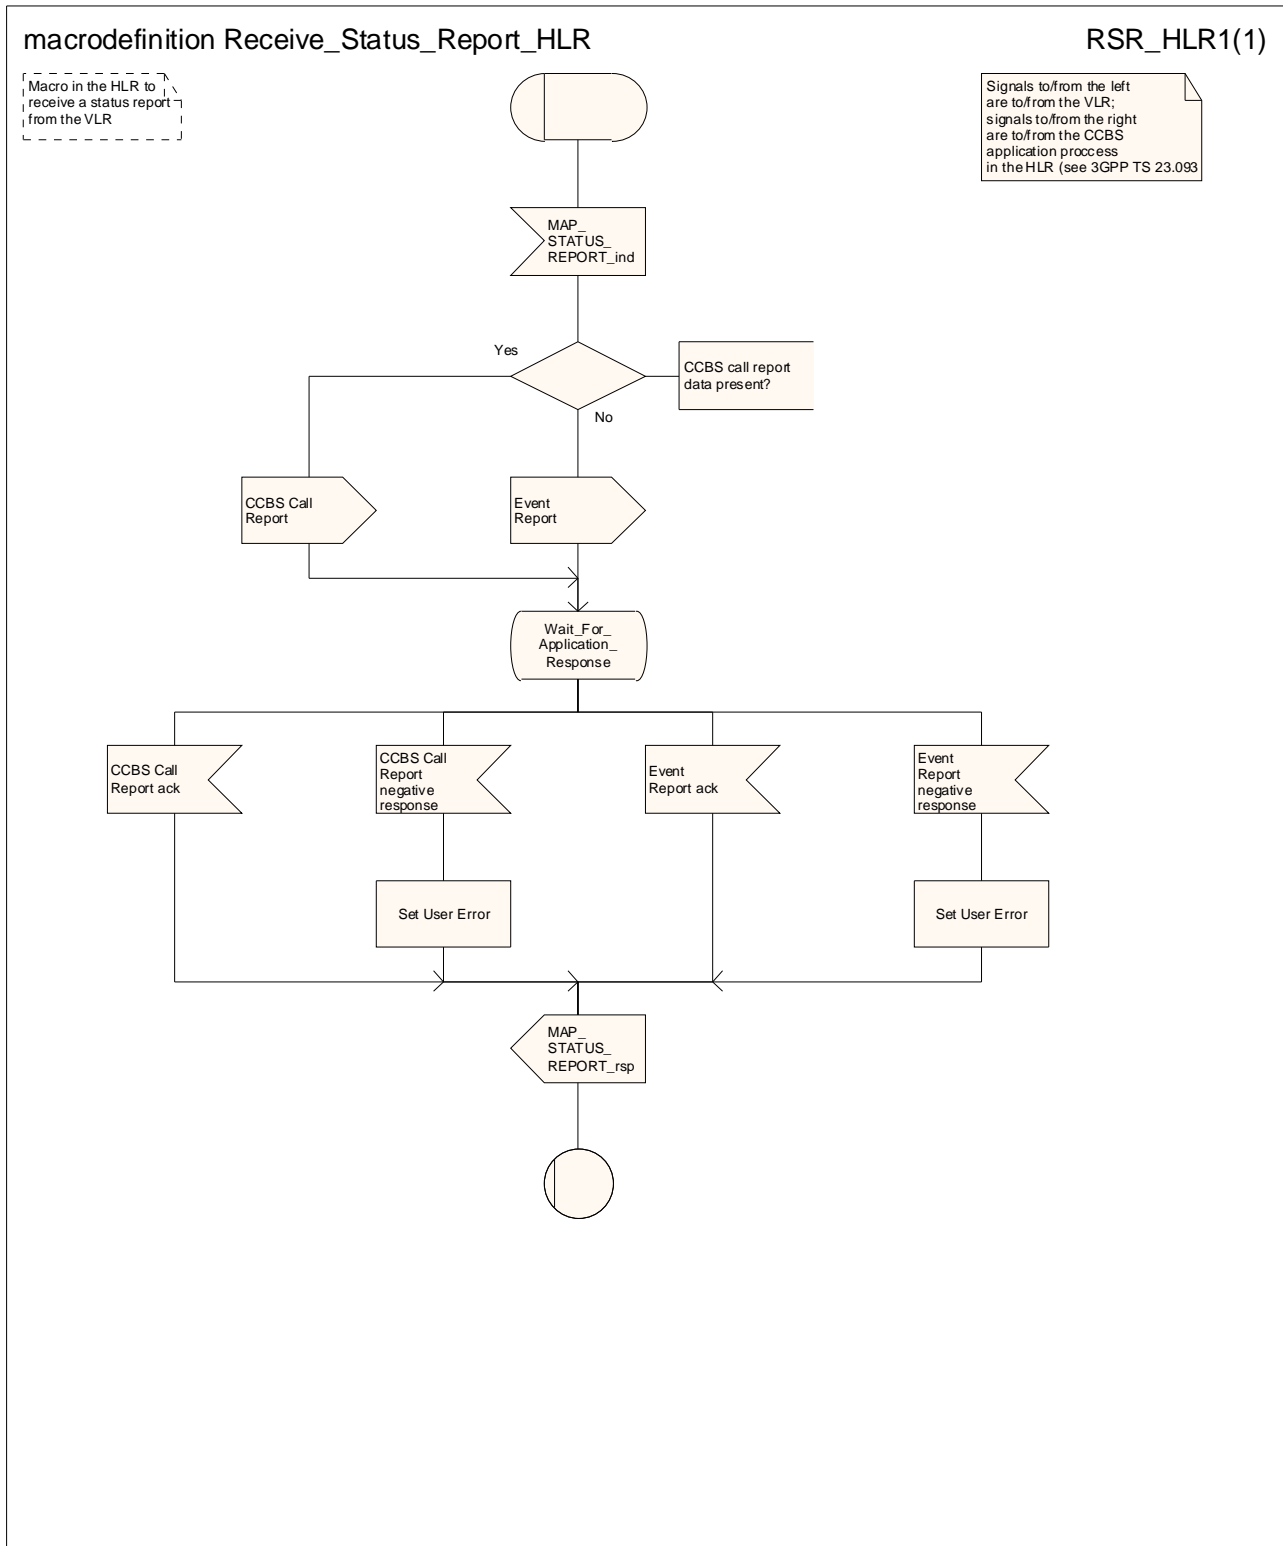 macrodefinition Receive_Status_Report_HLR
RSR_HLR1(1)
Macro in the HLR to
receive a status report
from the VLR
Signals to/from the left
are to/from the VLR;
signals to/from the right
are to/from the CCBS
application proccess
in the HLR (see 3GPP TS 23.093
MAP_
STATUS_
REPORT_ind
Yes
CCBS call report
data present?
No
CCBS Call
Report
Event
Report
Wait_For_
Application_
Response
CCBS Call
Report ack
CCBS Call
Report
negative
response
Event
Report ack
Event
Report
negative
response
Set User Error
Set User Error
MAP_
STATUS_
REPORT_rsp